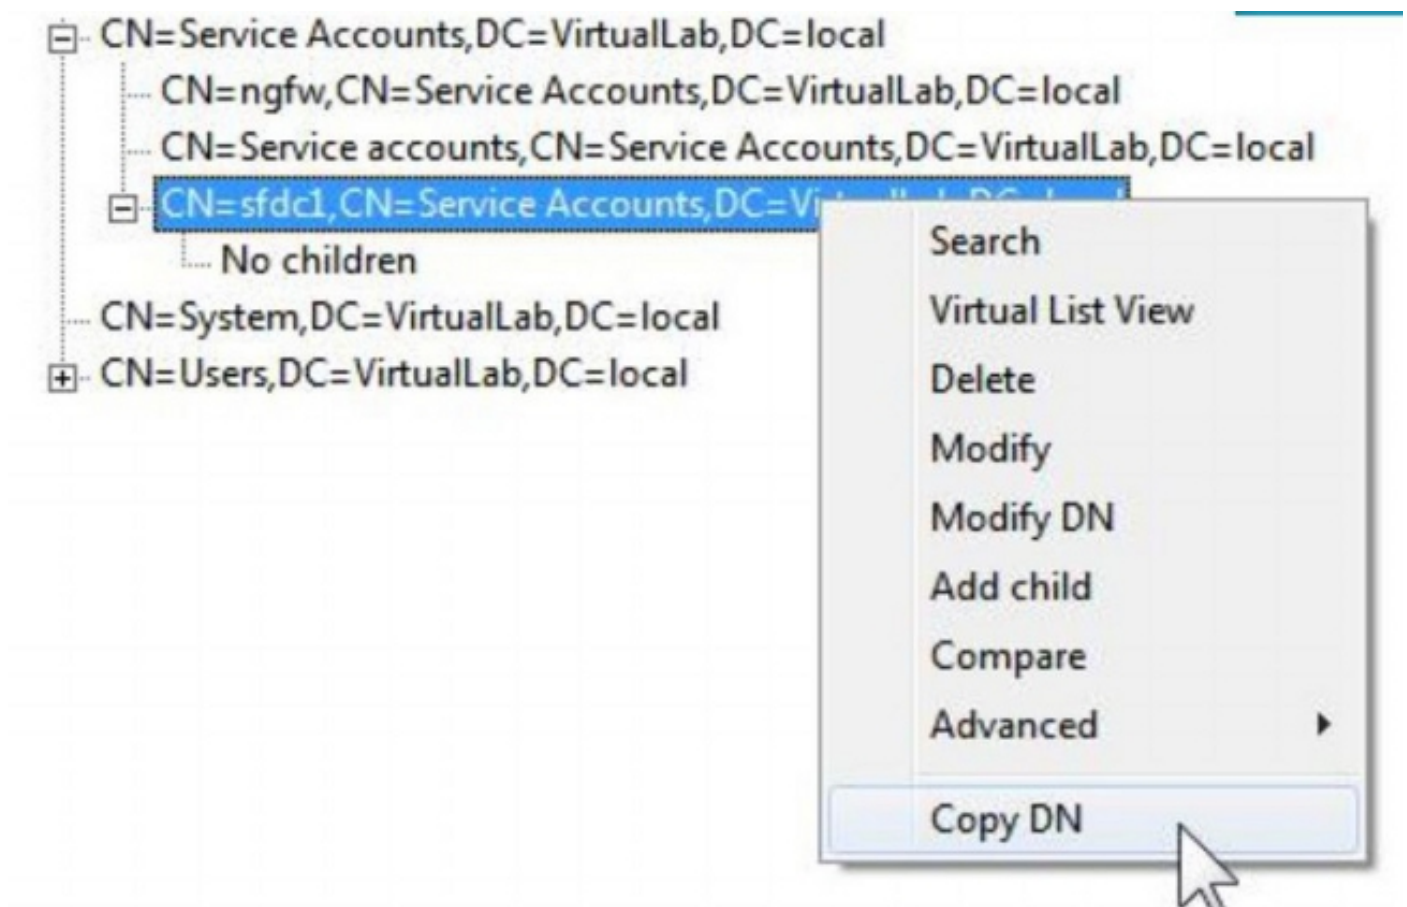 CN=Service Accounts,DC=VirtualLab,DC=local
CN=ngfw,CN=Service Accounts,DC=VirtualLab,DC=local
CN=Service accounts,CN=Service Accounts,DC=VirtualLab,DC=local
CN=sfdc1,CN=Service Accounts,DC=
No children
CN=System,DC=VirtualLab,DC=local
CN=Users,DC=VirtualLab,DC=local
Search
Virtual List View
Delete
Modify
Modify DN
Add child
Compare
Advanced
Copy DN